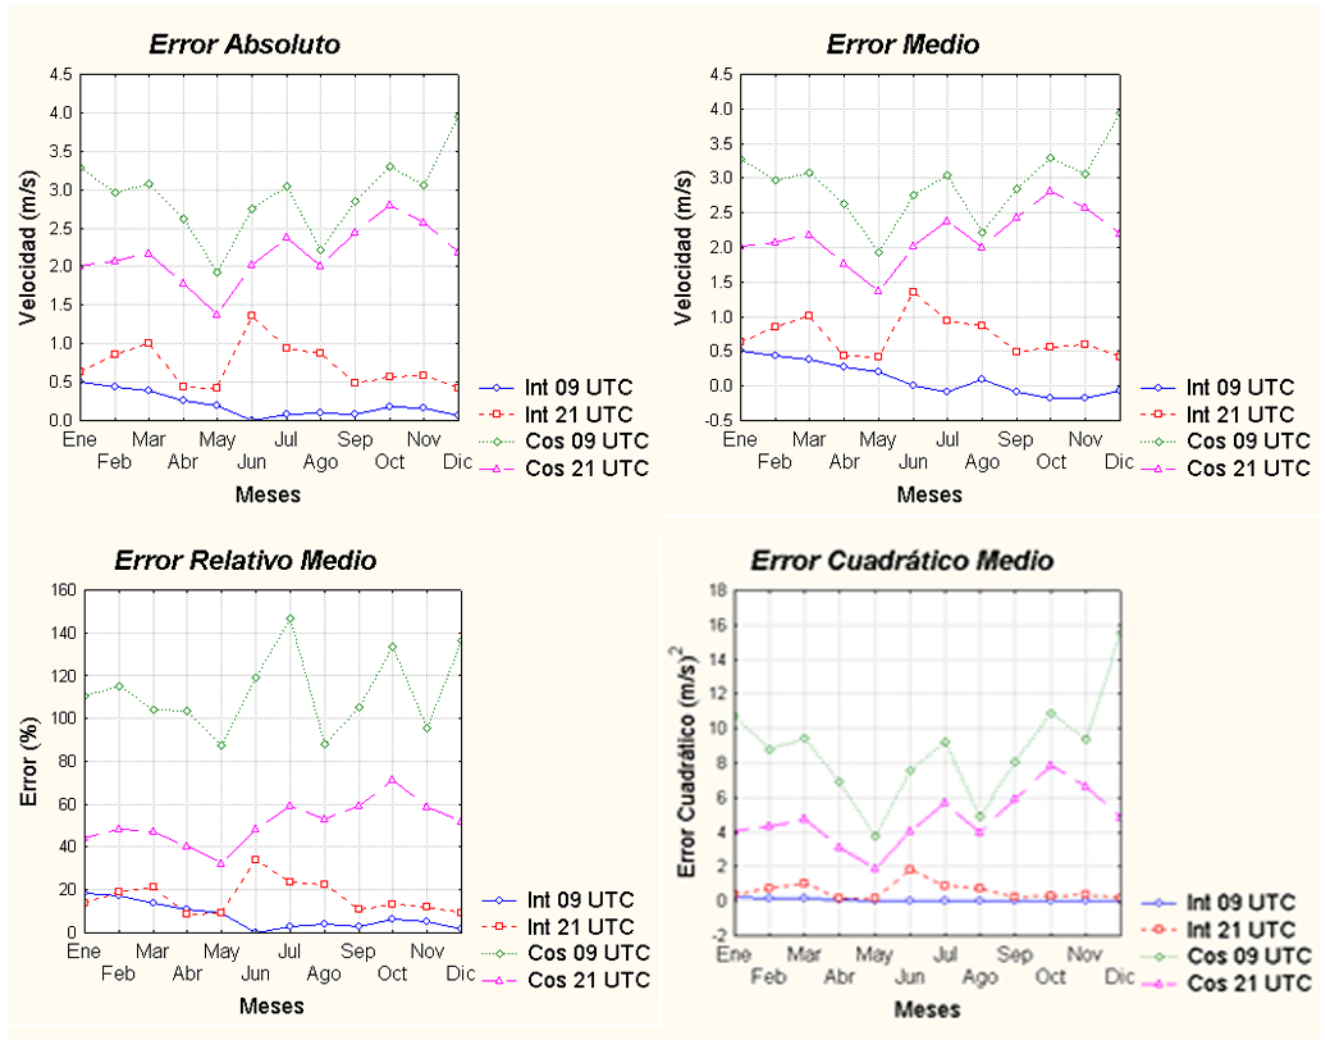 Error Absoluto
4.5
4.0
3.5
3.0
2.5
2.0
1.5
1.0
0.5
0.0
Velocidad (m/s)
Ene Mar May Jul Sep Nov
Feb Abr Jun Ago Oct Dic
Meses
Int 09 UTC
Int 21 UTC
Cos 09 UTC
Cos 21 UTC
Error Medio
4.5
4.0
3.5
3.0
2.5
2.0
1.5
1.0
0.5
0.0
-0.5
Velocidad (m/s)
Ene Mar May Jul Sep Nov
Feb Abr Jun Ago Oct Dic
Meses
Int 09 UTC
Int 21 UTC
Cos 09 UTC
Cos 21 UTC
Error Relativo Medio
160
140
120
100
80
60
40
20
0
Error (%)
Ene Mar May Jul Sep Nov
Feb Abr Jun Ago Oct Dic
Meses
Int 09 UTC
Int 21 UTC
Cos 09 UTC
Cos 21 UTC
Error Cuadrático Medio
18
16
14
12
10
8
6
4
2
0
-2
Error Cuadrático (m/s)²
Ene Mar May Jul Sep Nov
Feb Abr Jun Ago Oct Dic
Meses
Int 09 UTC
Int 21 UTC
Cos 09 UTC
Cos 21 UTC